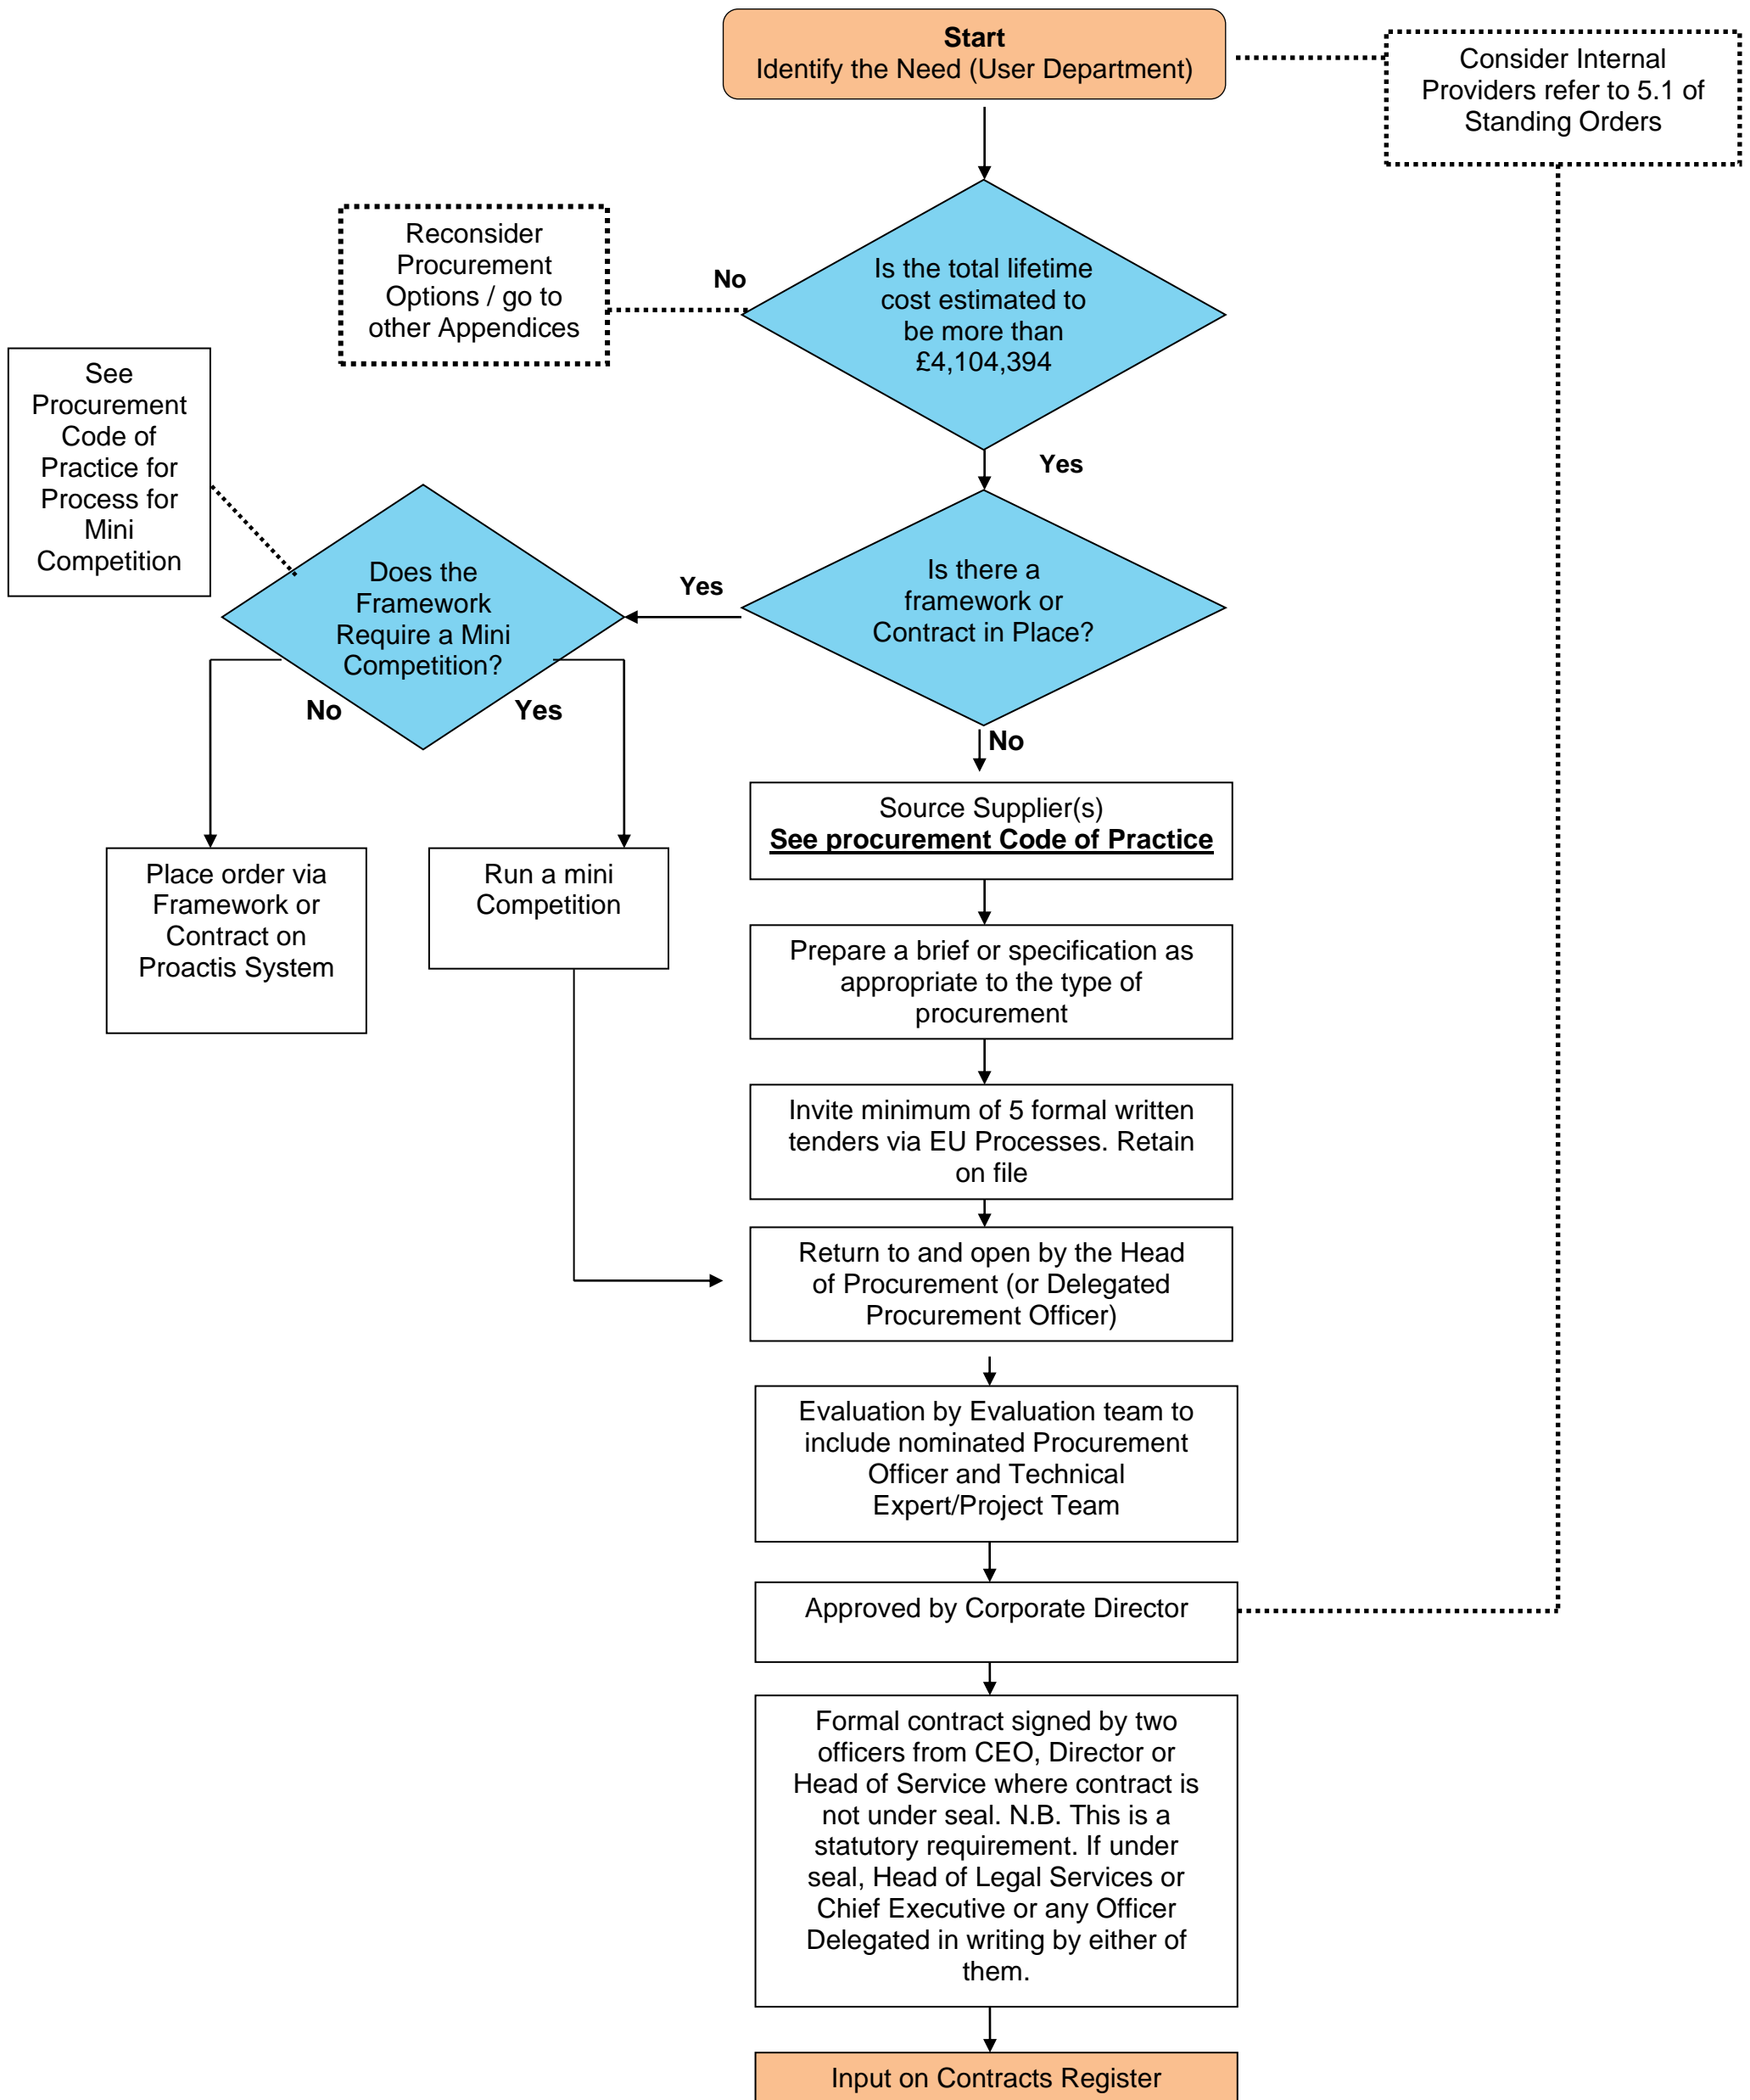 Start
Identify the Need (User Department)
Consider Internal
Providers refer to 5.1 of
Standing Orders
Reconsider
Procurement
Options / go to
other Appendices
No
Is the total lifetime
cost estimated to
be more than
£4,104,394
Yes
See
Procurement
Code of
Practice for
Process for
Mini
Competition
Does the
Framework
Require a Mini
Competition?
Yes
Is there a
framework or
Contract in Place?
No
Yes
No
Place order via
Framework or
Contract on
Proactis System
Run a mini
Competition
Source Supplier(s)
See procurement Code of Practice
Prepare a brief or specification as
appropriate to the type of
procurement
Invite minimum of 5 formal written
tenders via EU Processes. Retain
on file
Return to and open by the Head
of Procurement (or Delegated
Procurement Officer)
Evaluation by Evaluation team to
include nominated Procurement
Officer and Technical
Expert/Project Team
Approved by Corporate Director
Formal contract signed by two
officers from CEO, Director or
Head of Service where contract is
not under seal. N.B. This is a
statutory requirement. If under
seal, Head of Legal Services or
Chief Executive or any Officer
Delegated in writing by either of
them.
Input on Contracts Register